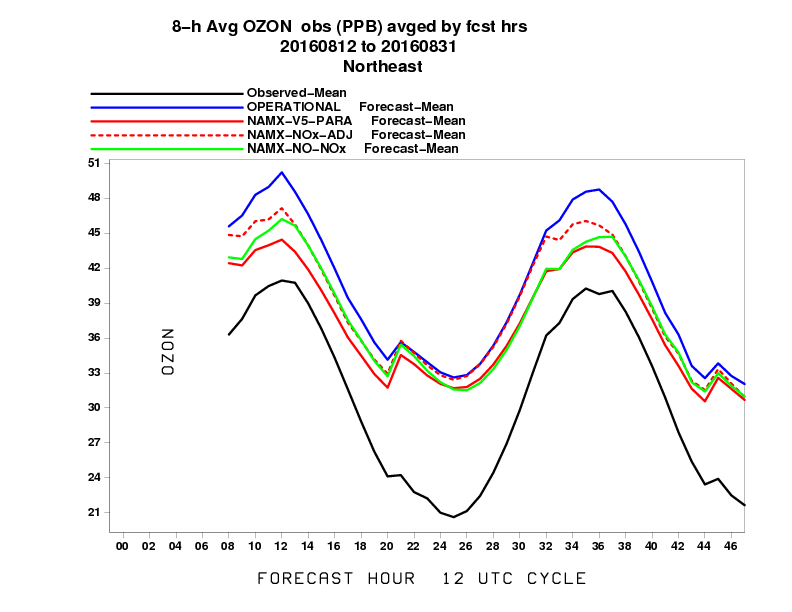 8-h Avg OZON obs (PPB) avged by fcst hrs
20160812 to 20160831
Northeast
Observed-Mean
OPERATIONAL Forecast-Mean
NAMX-V5-PARA Forecast-Mean
NAMX-NOx-ADJ Forecast-Mean
NAMX-NO-NOx Forecast-Mean
51
48
45
42
39
36
33
30
27
24
21
OZON
00 02 04 06 08 10 12 14 16 18 20 22 24 26 28 30 32 34 36 38 40 42 44 46
FORECAST HOUR 12 UTC CYCLE